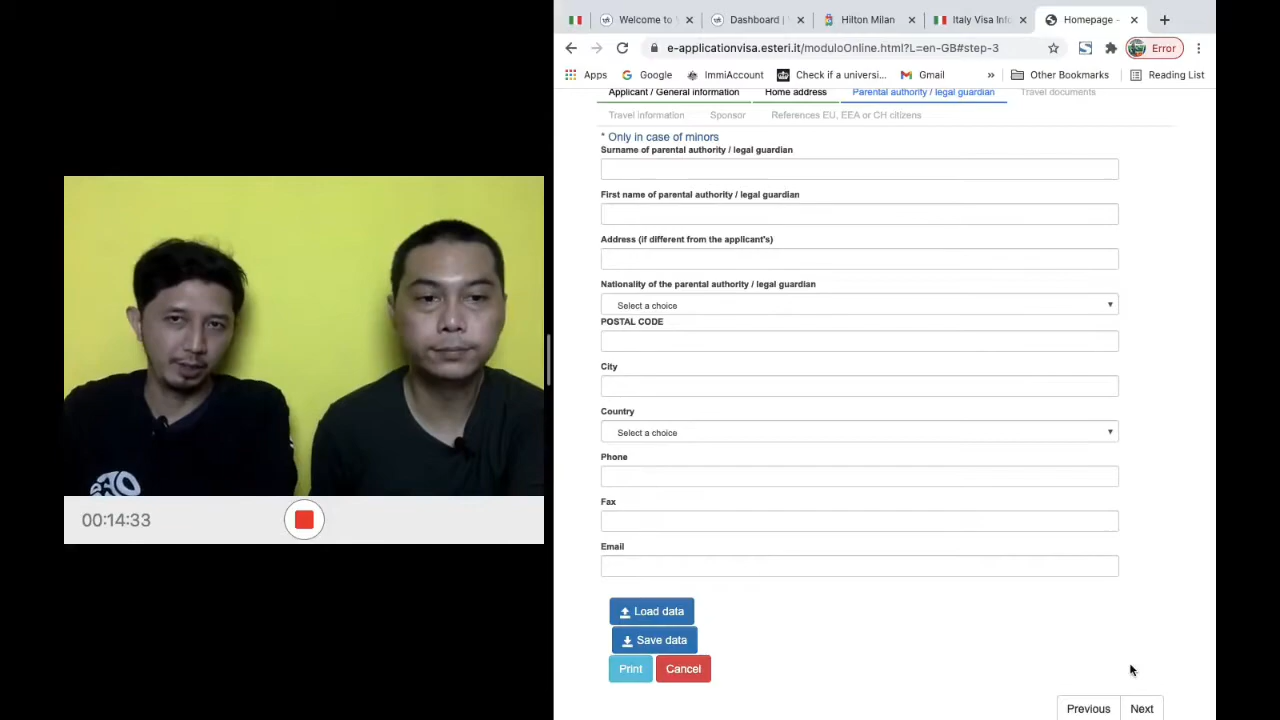 Welcome to
Dashboard |
Hilton Milan
Italy Visa Info
Homepage -
e-applicationvisa.esteri.it/moduloOnline.html?L=en-GB#step-3
Error
Apps
Google
ImmiAccount
Check if a universi...
Gmail
»
Other Bookmarks
Reading List
Applicant / General information
Home address
Parental authority / legal guardian
Travel documents
Travel information
Sponsor
References EU, EEA or CH citizens
* Only in case of minors
Surname of parental authority / legal guardian
First name of parental authority / legal guardian
Address (if different from the applicant's)
Nationality of the parental authority / legal guardian
Select a choice
POSTAL CODE
City
Country
Select a choice
Phone
Fax
Email
Load data
Save data
Print
Cancel
Previous
Next
00:14:33